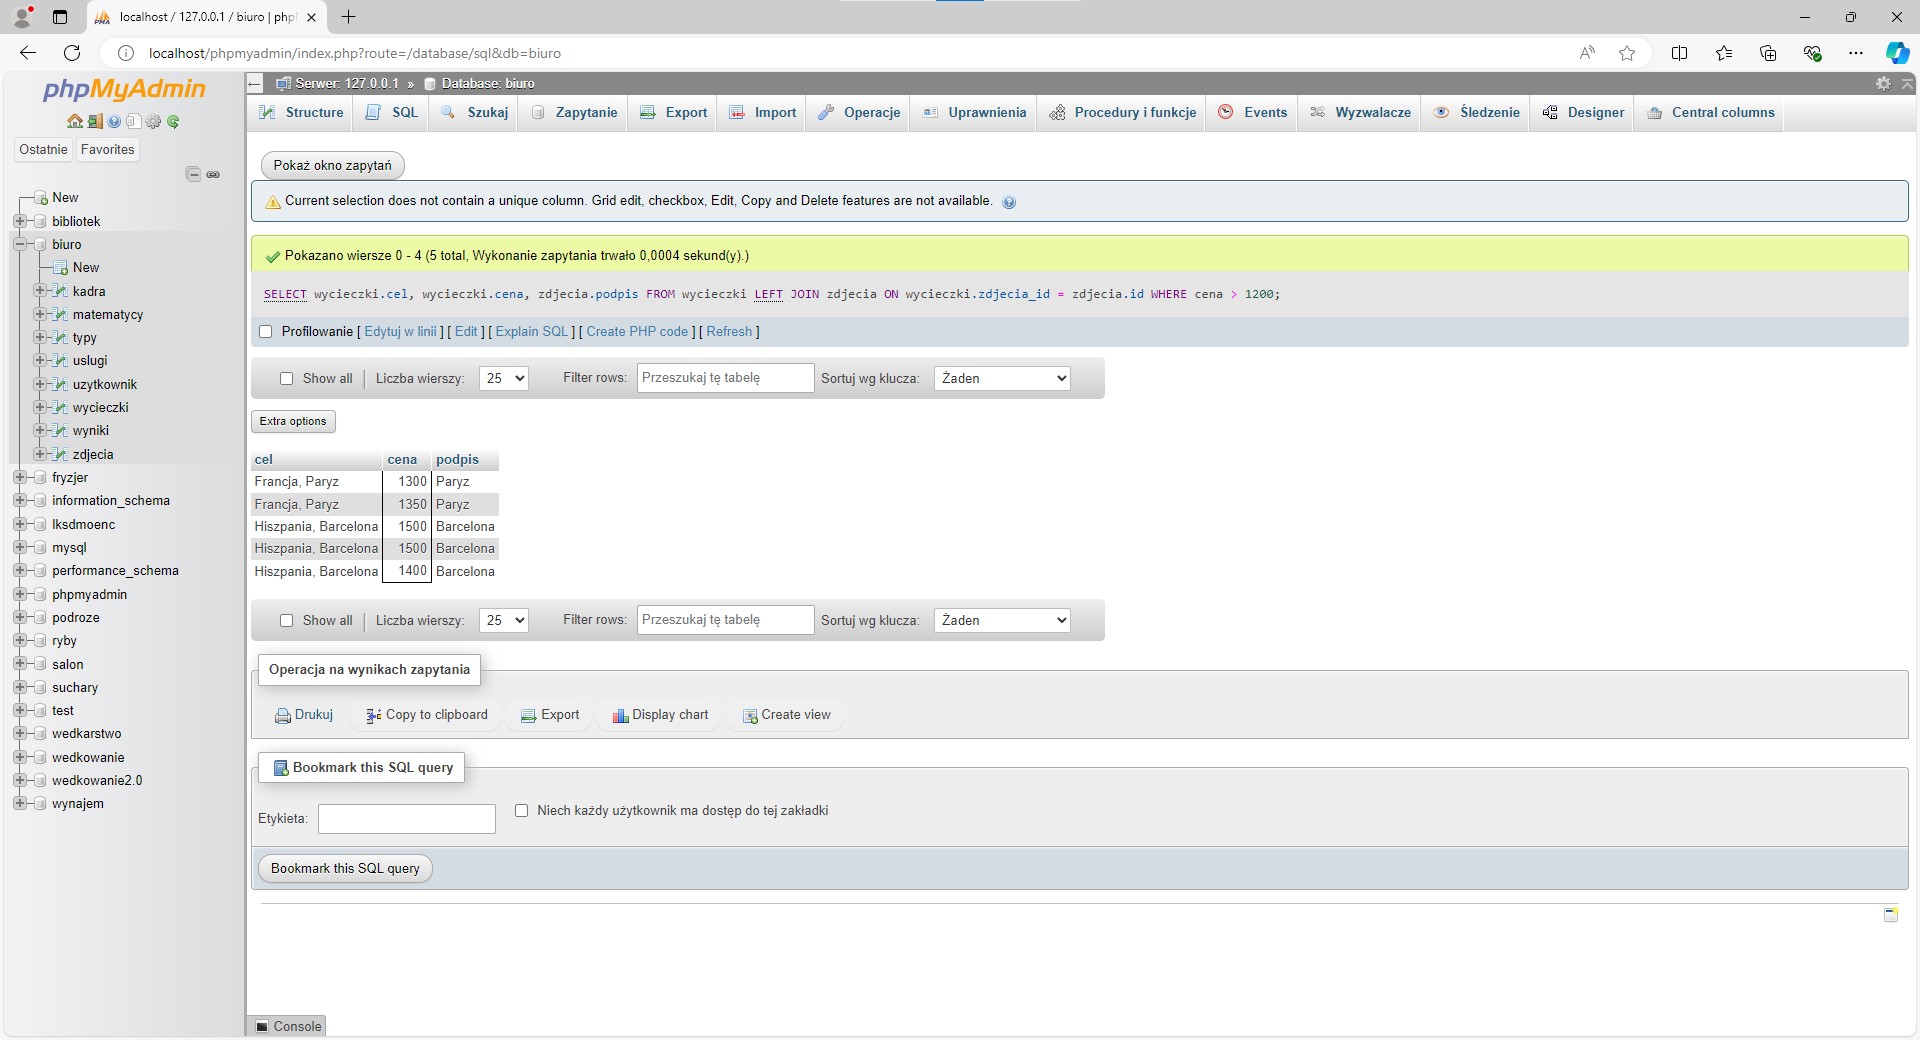 localhost / 127.0.0.1 / biuro | php
localhost/phpmyadmin/index.php?route=/database/sql&db=biuro
phpMyAdmin
Ostatnie
Favorites
New
bibliotek
biuro
New
kadra
matematycy
typy
uslugi
uzytkownik
wycieczki
wyniki
zdjecia
fryzjer
information_schema
lksdmoenc
mysql
performance_schema
phpmyadmin
podroze
ryby
salon
suchary
test
wedkarstwo
wedkowanie
wedkowanie2.0
wynajem
Serwer: 127.0.0.1 » Database: biuro
Structure SQL Szukaj Zapytanie Export Import Operacje Uprawnienia Procedury i funkcje Events Wyzwalacze Śledzenie Designer Central columns
Pokaż okno zapytań
Current selection does not contain a unique column. Grid edit, checkbox, Edit, Copy and Delete features are not available.
Pokazano wiersze 0 - 4 (5 total, Wykonanie zapytania trwało 0,0004 sekund(y).)
SELECT wycieczki.cel, wycieczki.cena, zdjecia.podpis FROM wycieczki LEFT JOIN zdjecia ON wycieczki.zdjecia_id = zdjecia.id WHERE cena > 1200;
Profilowanie [ Edytuj w linii ] [ Edit ] [ Explain SQL ] [ Create PHP code ] [ Refresh ]
Show all | Liczba wierszy: 25 Filter rows: Przeszukaj tę tabelę Sortuj wg klucza: Żaden
Extra options
cel cena podpis
Francja, Paryz 1300 Paryz
Francja, Paryz 1350 Paryz
Hiszpania, Barcelona 1500 Barcelona
Hiszpania, Barcelona 1500 Barcelona
Hiszpania, Barcelona 1400 Barcelona
Show all | Liczba wierszy: 25 Filter rows: Przeszukaj tę tabelę Sortuj wg klucza: Żaden
Operacja na wynikach zapytania
Drukuj Copy to clipboard Export Display chart Create view
Bookmark this SQL query
Etykieta: Niech każdy użytkownik ma dostęp do tej zakładki
Bookmark this SQL query
Console